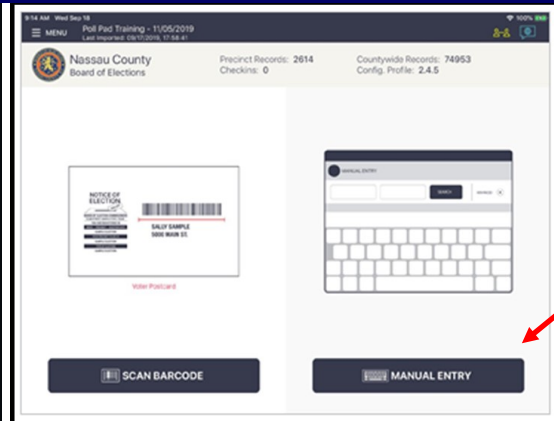 9:14 AM Wed Sep 18
100%
MENU
Poll Pad Training - 11/05/2019
Last Imported: 09/17/2019, 17:58:41
Nassau County
Board of Elections
Precinct Records: 2614
Checkins: 0
Countywide Records: 74953
Config. Profile: 2.4.5
NOTICE OF
ELECTION
SALLY SAMPLE
5000 MAIN ST.
Voter Postcard
MANUAL ENTRY
SEARCH
ADVANCED
SCAN BARCODE
MANUAL ENTRY